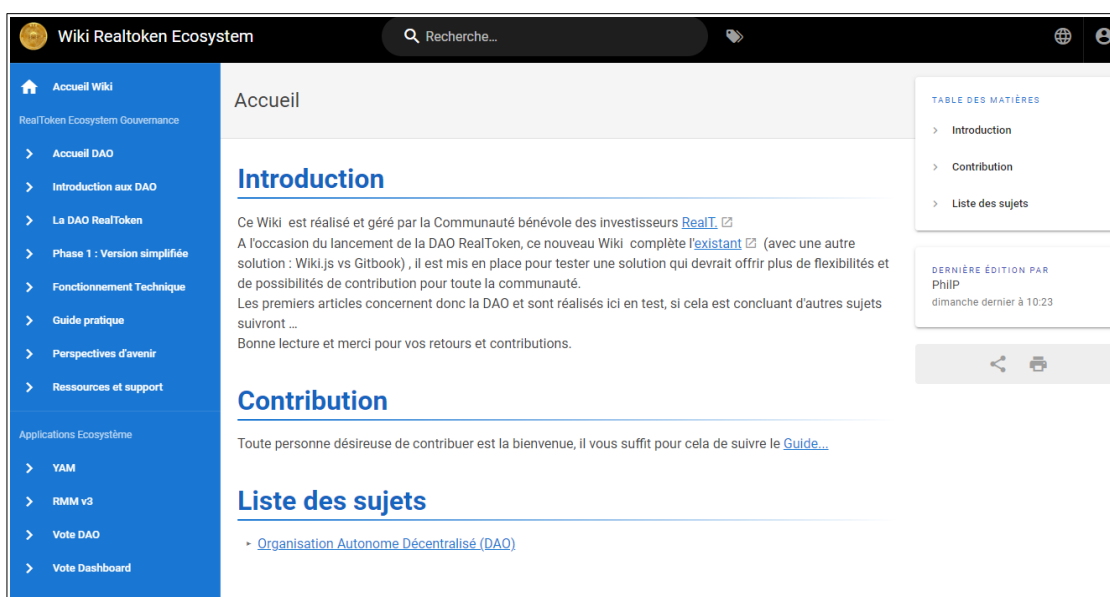 Wiki Realtoken Ecosystem
Recherche...
Accueil Wiki
RealToken Ecosystem Gouvernance
Accueil DAO
Introduction aux DAO
La DAO RealToken
Phase 1 : Version simplifiée
Fonctionnement Technique
Guide pratique
Perspectives d'avenir
Ressources et support
Applications Ecosystème
YAM
RMM v3
Vote DAO
Vote Dashboard
Accueil
Introduction
Ce Wiki est réalisé et géré par la Communauté bénévole des investisseurs RealT.
A l'occasion du lancement de la DAO RealToken, ce nouveau Wiki complète l'existant (avec une autre
solution : Wiki.js vs Gitbook) , il est mis en place pour tester une solution qui devrait offrir plus de flexibilités et
de possibilités de contribution pour toute la communauté.
Les premiers articles concernent donc la DAO et sont réalisés ici en test, si cela est concluant d'autres sujets
suivront ...
Bonne lecture et merci pour vos retours et contributions.
Contribution
Toute personne désireuse de contribuer est la bienvenue, il vous suffit pour cela de suivre le Guide...
Liste des sujets
Organisation Autonome Décentralisé (DAO)
TABLE DES MATIÈRES
Introduction
Contribution
Liste des sujets
DERNIÈRE ÉDITION PAR
PhilP
dimanche dernier à 10:23